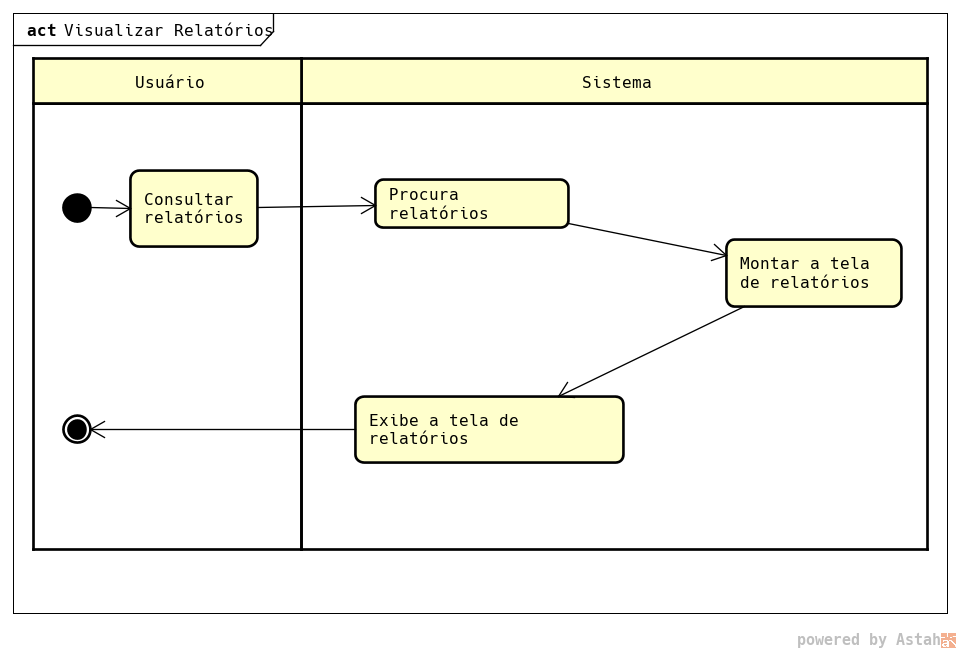 act Visualizar Relatórios
Usuário
Sistema
Consultar
relatórios
Procura
relatórios
Montar a tela
de relatórios
Exibe a tela de
relatórios
powered by Astah